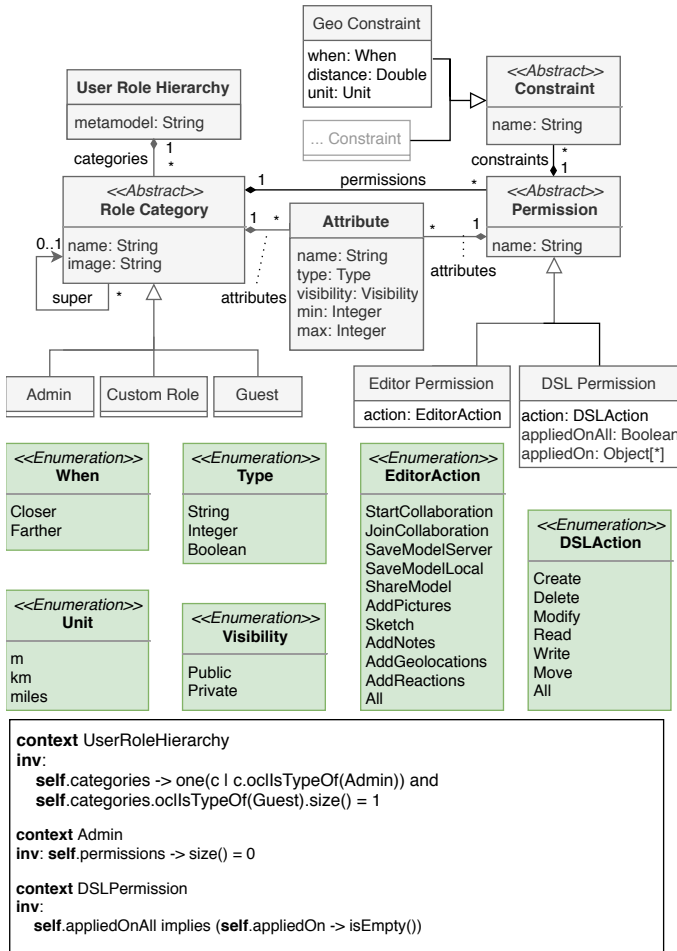 Geo Constraint
when: When
distance: Double
unit: Unit
... Constraint
<<Abstract>>
Constraint
name: String
User Role Hierarchy
metamodel: String
1
categories
*
*
constraints
1
<<Abstract>>
Role Category
name: String
image: String
1
permissions
*
<<Abstract>>
Permission
name: String
1
*
Attribute
name: String
type: Type
visibility: Visibility
min: Integer
max: Integer
*
1
attributes
attributes
0..1
super
*
Admin
Custom Role
Guest
Editor Permission
action: EditorAction
DSL Permission
action: DSLAction
appliedOnAll: Boolean
appliedOn: Object[*]
<<Enumeration>>
When
Closer
Farther
<<Enumeration>>
Type
String
Integer
Boolean
<<Enumeration>>
EditorAction
StartCollaboration
JoinCollaboration
SaveModelServer
SaveModelLocal
ShareModel
AddPictures
Sketch
AddNotes
AddGeolocations
AddReactions
All
<<Enumeration>>
DSLAction
Create
Delete
Modify
Read
Write
Move
All
<<Enumeration>>
Unit
m
km
miles
<<Enumeration>>
Visibility
Public
Private
context UserRoleHierarchy
inv:
self.categories -> one(c | c.oclIsTypeOf(Admin)) and
self.categories.oclIsTypeOf(Guest).size() = 1
context Admin
inv: self.permissions -> size() = 0
context DSLPermission
inv:
self.appliedOnAll implies (self.appliedOn -> isEmpty())